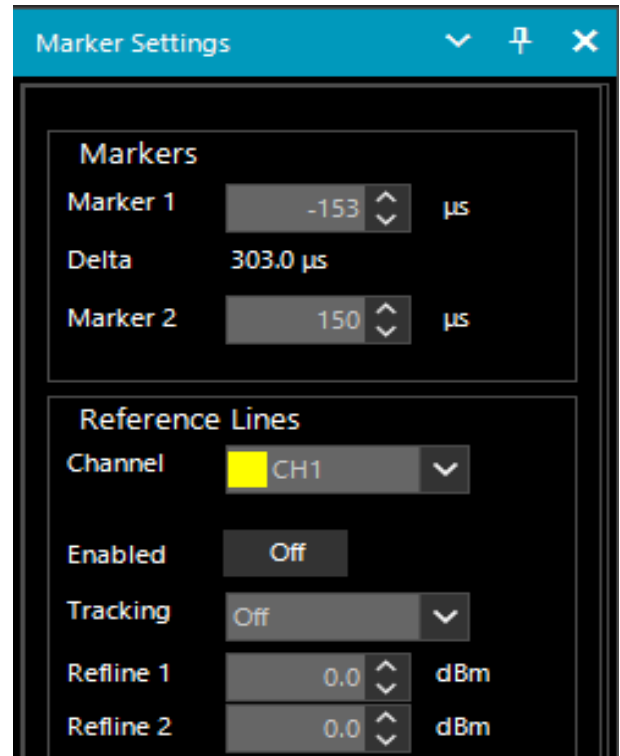 Marker Settings
Markers
Marker 1 -153 µs
Delta 303.0 µs
Marker 2 150 µs
Reference Lines
Channel CH1
Enabled Off
Tracking Off
Refline 1 0.0 dBm
Refline 2 0.0 dBm